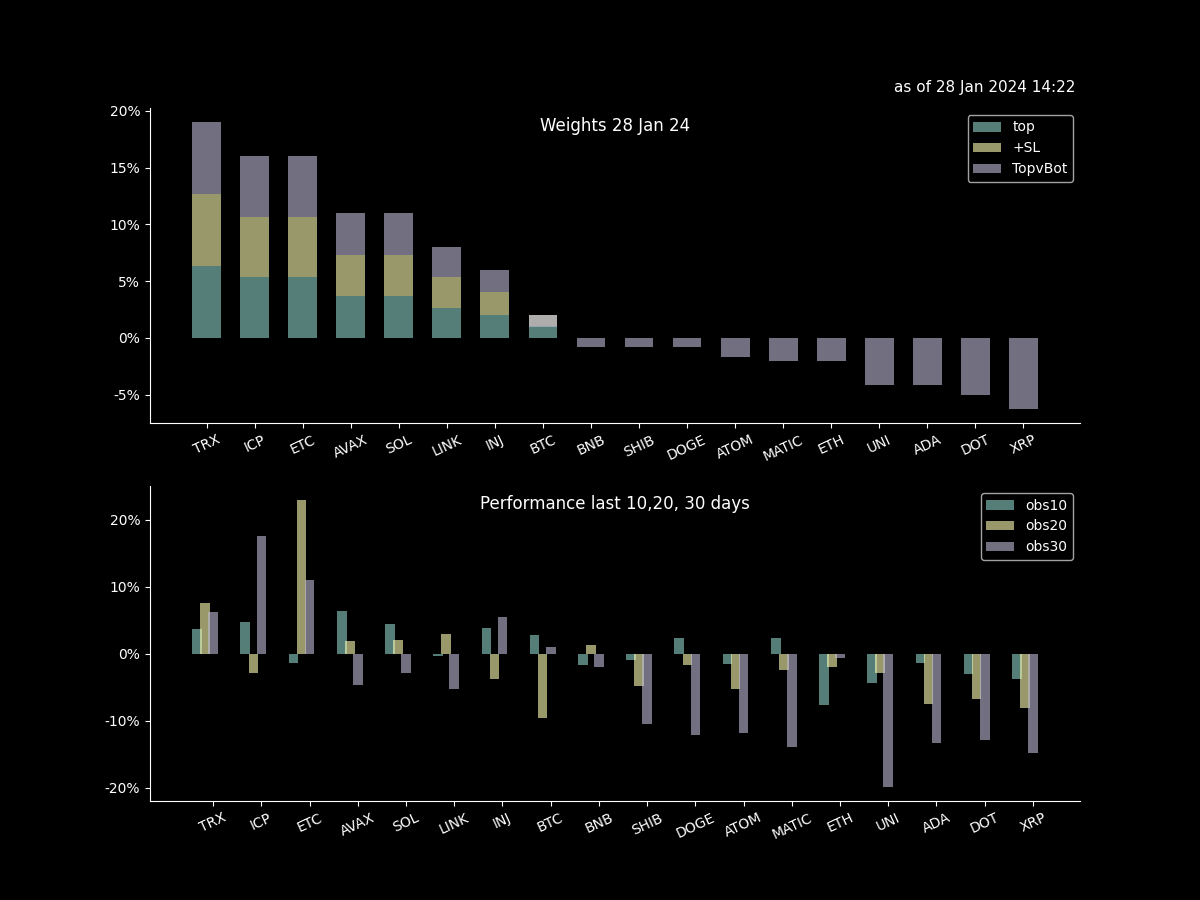 as of 28 Jan 2024 14:22
Weights 28 Jan 24
top
+SL
TopvBot
20%
15%
10%
5%
0%
-5%
TRX ICP ETC AVAX SOL LINK INJ BTC BNB SHIB DOGE ATOM MATIC ETH UNI ADA DOT XRP
Performance last 10,20, 30 days
obs10
obs20
obs30
20%
10%
0%
-10%
-20%
TRX ICP ETC AVAX SOL LINK INJ BTC BNB SHIB DOGE ATOM MATIC ETH UNI ADA DOT XRP